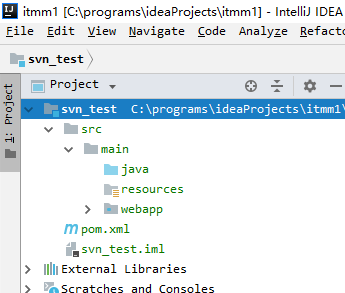 itmm1 [C:\programs\ideaProjects\itmm1] - IntelliJ IDEA
File Edit View Navigate Code Analyze Refacto
svn_test
1: Project
Project
svn_test C:\programs\ideaProjects\itmm1\
src
main
java
resources
webapp
pom.xml
svn_test.iml
External Libraries
Scratches and Consoles